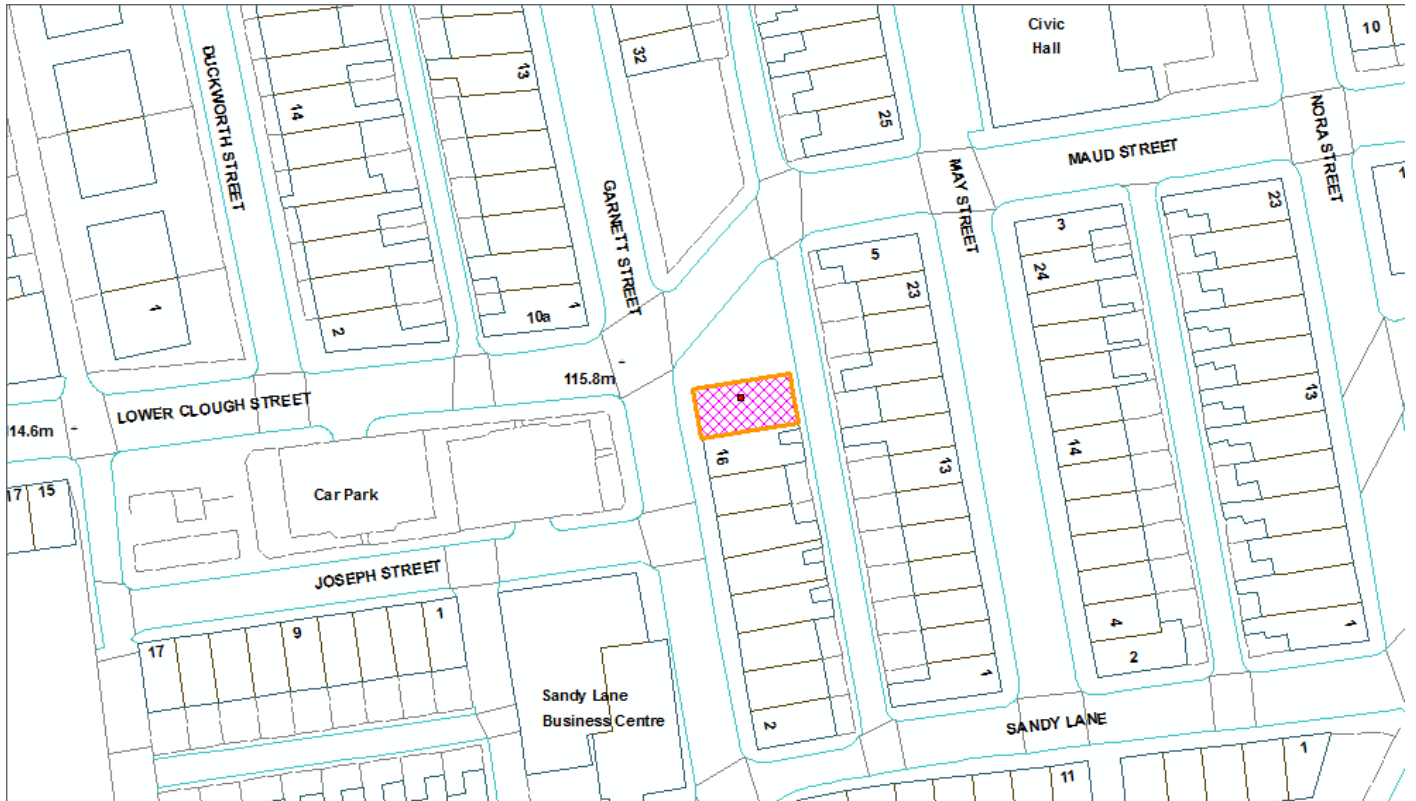 Civic
Hall
10
DUCKWORTH STREET
14
13
32
25
NORA STREET
MAUD STREET
MAY STREET
GARNETT STREET
1
2
10a
1
5
23
3
24
23
1
115.8m
LOWER CLOUGH STREET
14.6m
17 15
Car Park
16
13
14
13
JOSEPH STREET
17
9
1
Sandy Lane
Business Centre
2
1
4
2
1
SANDY LANE
11
1